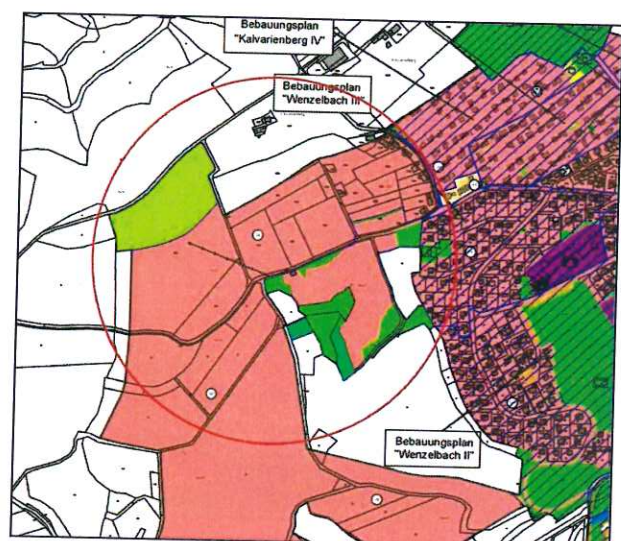 Bebauungsplan
"Kalvarienberg IV"
Bebauungsplan
"Wenzelbach III"
Bebauungsplan
"Wenzelbach II"